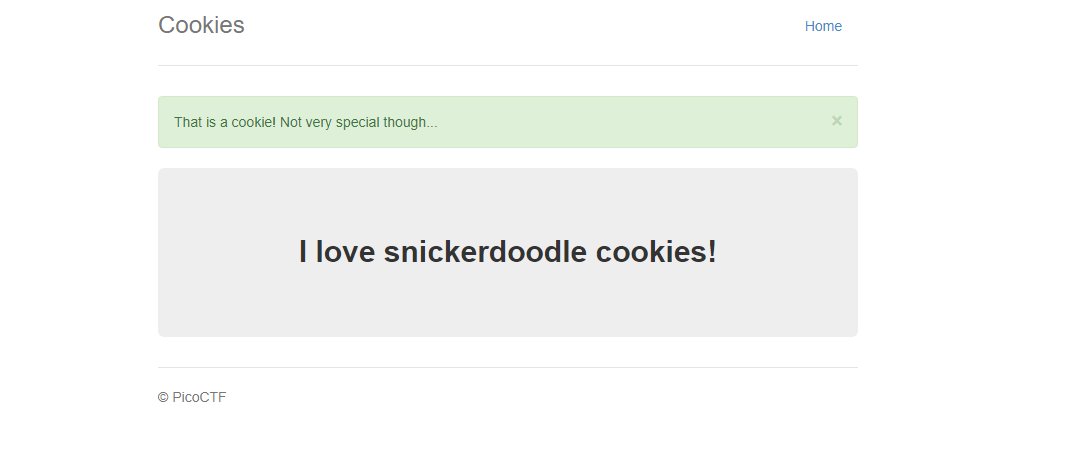 Cookies
Home
That is a cookie! Not very special though...
×
I love snickerdoodle cookies!
© PicoCTF